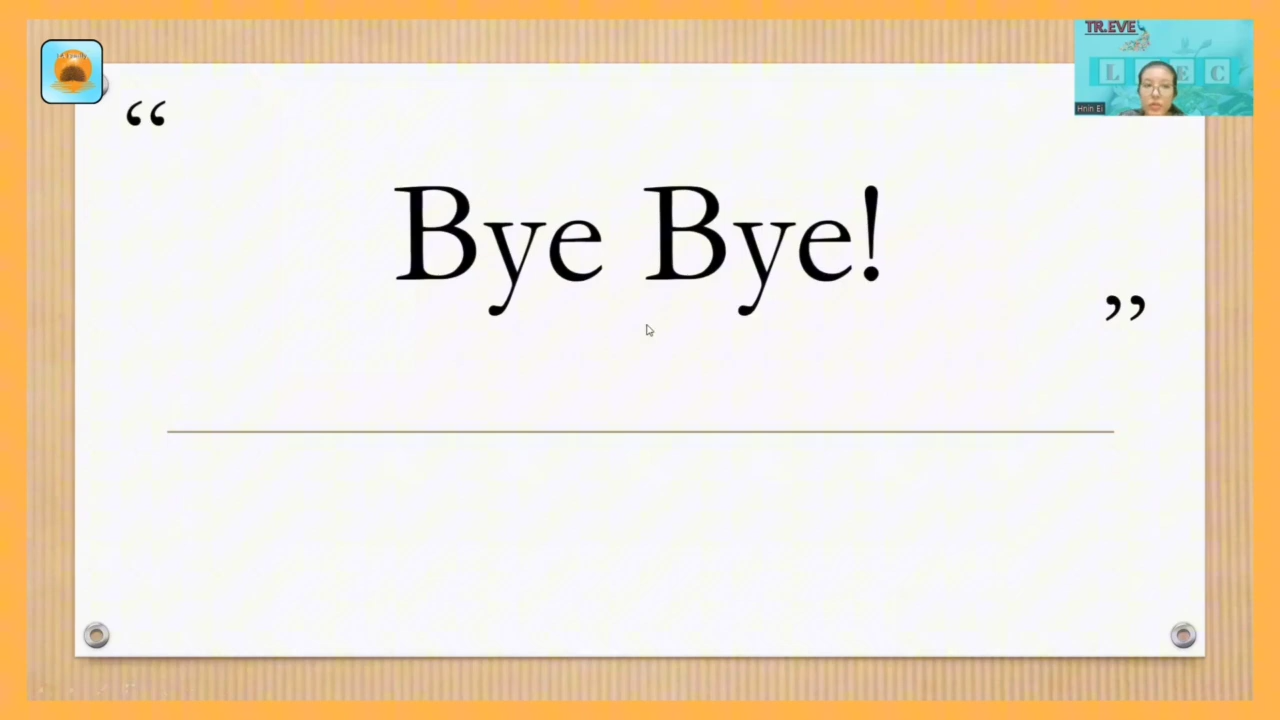 TR.EVE
L E C
Hnin Ei
“
Bye Bye!
”